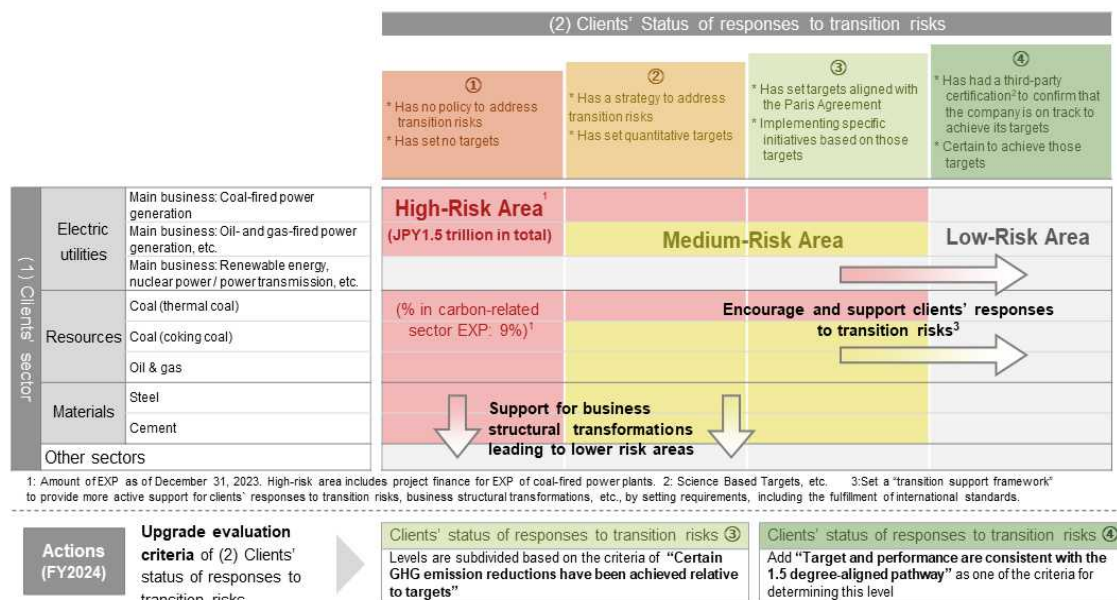 (2) Clients' Status of responses to transition risks
①
* Has no policy to address
transition risks
* Has set no targets
②
* Has a strategy to address
transition risks
* Has set quantitative targets
③
* Has set targets aligned with
the Paris Agreement
* Implementing specific
initiatives based on those
targets
④
* Has had a third-party
certification² to confirm that
the company is on track to
achieve its targets
* Certain to achieve those
targets
(1) Clients' sector
Electric
utilities
Main business: Coal-fired power
generation
Main business: Oil- and gas-fired power
generation, etc.
Main business: Renewable energy,
nuclear power / power transmission, etc.
Resources
Coal (thermal coal)
Coal (coking coal)
Oil & gas
Materials
Steel
Cement
Other sectors
High-Risk Area¹
(JPY1.5 trillion in total)
Medium-Risk Area
Low-Risk Area
(% in carbon-related
sector EXP: 9%)¹
Encourage and support clients' responses
to transition risks³
Support for business
structural transformations
leading to lower risk areas
1: Amount of EXP as of December 31, 2023. High-risk area includes project finance for EXP of coal-fired power plants. 2: Science Based Targets, etc. 3:Set a "transition support framework"
to provide more active support for clients` responses to transition risks, business structural transformations, etc., by setting requirements, including the fulfillment of international standards.
Actions
(FY2024)
Upgrade evaluation
criteria of (2) Clients'
status of responses to
transition risks
Clients' status of responses to transition risks ③
Levels are subdivided based on the criteria of "Certain
GHG emission reductions have been achieved relative
to targets"
Clients' status of responses to transition risks ④
Add "Target and performance are consistent with the
1.5 degree-aligned pathway" as one of the criteria for
determining this level